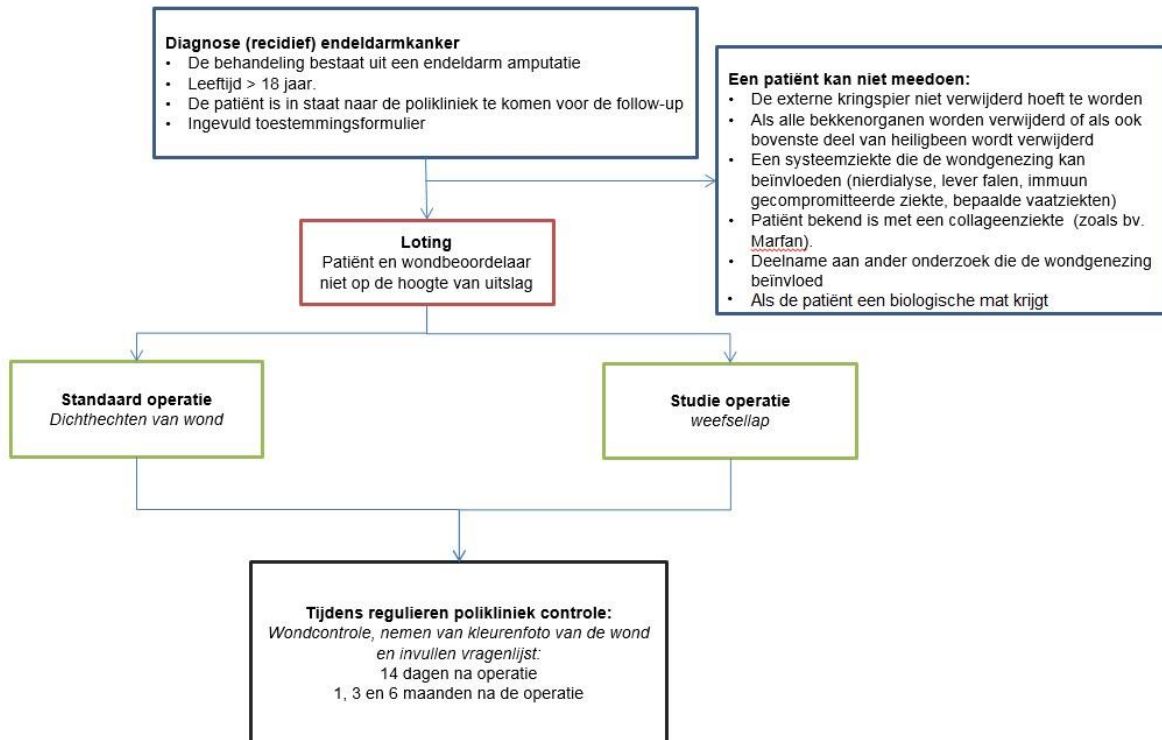 Diagnose (recidief) endeldarmkanker
• De behandeling bestaat uit een endeldarm amputatie
• Leeftijd > 18 jaar.
• De patiënt is in staat naar de polikliniek te komen voor de follow-up
• Ingevuld toestemmingsformulier
Een patiënt kan niet meedoen:
• De externe kringspier niet verwijderd hoeft te worden
• Als alle bekkenorganen worden verwijderd of als ook
bovenste deel van heiligbeen wordt verwijderd
• Een systeemziekte die de wondgenezing kan
beïnvloeden (nierdialyse, lever falen, immuun
gecompromitteerde ziekte, bepaalde vaatziekten)
• Patiënt bekend is met een collageenziekte (zoals bv.
Marfan).
• Deelname aan ander onderzoek die de wondgenezing
beïnvloed
• Als de patiënt een biologische mat krijgt
Loting
Patiënt en wondbeoordelaar
niet op de hoogte van uitslag
Standaard operatie
Dichthechten van wond
Studie operatie
weefsellap
Tijdens regulieren polikliniek controle:
Wondcontrole, nemen van kleurenfoto van de wond
en invullen vragenlijst:
14 dagen na operatie
1, 3 en 6 maanden na de operatie